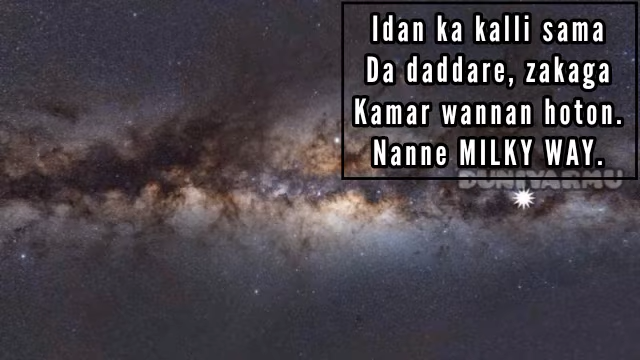 Idan ka kalli sama
Da daddare, zakaga
Kamar wannan hoton.
Nanne MILKY WAY.
DUNIYARMU